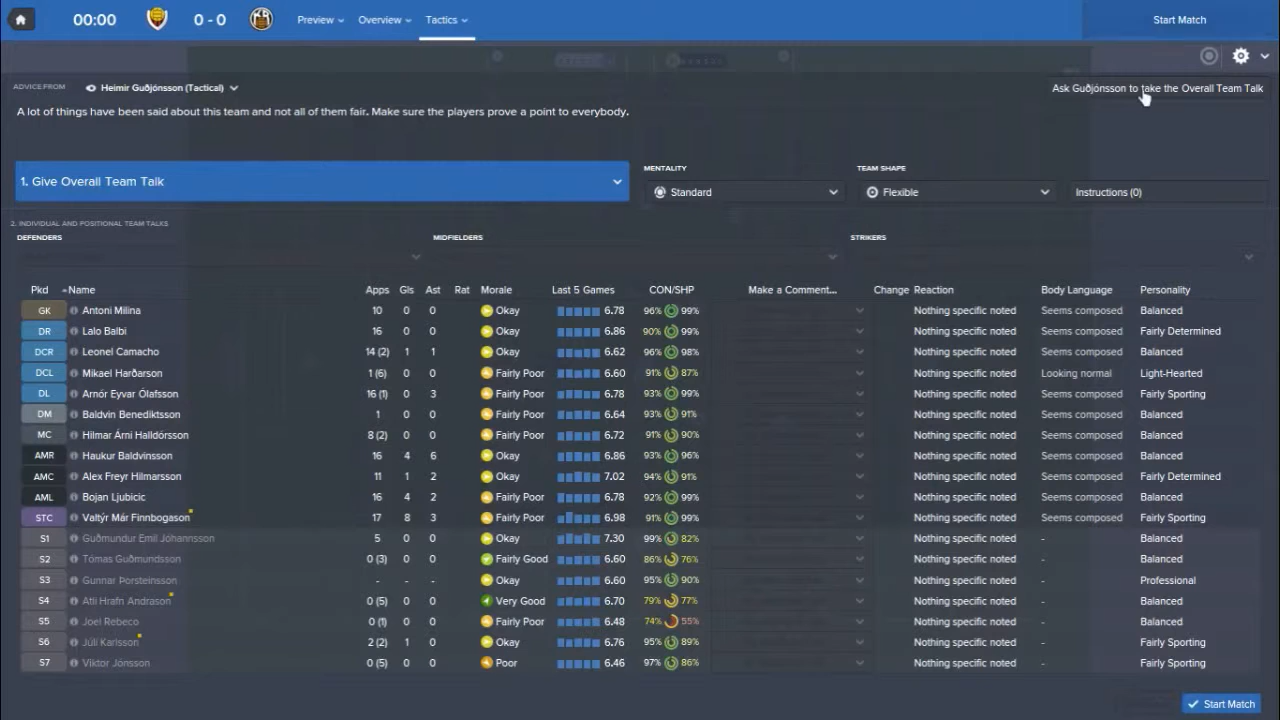 00:00 0 - 0 Preview Overview Tactics Start Match
ADVICE FROM Heimir Guðjónsson (Tactical) Ask Guðjónsson to take the Overall Team Talk
A lot of things have been said about this team and not all of them fair. Make sure the players prove a point to everybody.
MENTALITY TEAM SHAPE
1. Give Overall Team Talk Standard Flexible Instructions (0)
2. INDIVIDUAL AND POSITIONAL TEAM TALKS
DEFENDERS MIDFIELDERS STRIKERS
Pkd Name Apps Gls Ast Rat Morale Last 5 Games CON/SHP Make a Comment... Change Reaction Body Language Personality
GK Antoni Milina 10 0 0 Okay 6.78 96% 99% Nothing specific noted Seems composed Balanced
DR Lalo Balbi 16 0 0 Okay 6.86 90% 99% Nothing specific noted Seems composed Fairly Determined
DCR Leonel Camacho 14 (2) 1 1 Okay 6.62 96% 98% Nothing specific noted Seems composed Balanced
DCL Mikael Harðarson 1 (6) 0 0 Fairly Poor 6.60 91% 87% Nothing specific noted Looking normal Light-Hearted
DL Arnór Eyvar Ólafsson 16 (1) 0 3 Fairly Poor 6.78 93% 99% Nothing specific noted Seems composed Fairly Sporting
DM Baldvin Benediktsson 1 0 0 Fairly Poor 6.64 93% 91% Nothing specific noted Seems composed Balanced
MC Hilmar Árni Halldórsson 8 (2) 0 0 Fairly Poor 6.72 91% 90% Nothing specific noted Seems composed Balanced
AMR Haukur Baldvinsson 16 4 6 Okay 6.86 93% 96% Nothing specific noted Seems composed Balanced
AMC Alex Freyr Hilmarsson 11 1 2 Okay 7.02 94% 91% Nothing specific noted Seems composed Fairly Determined
AML Bojan Ljubicic 16 4 2 Fairly Poor 6.78 92% 99% Nothing specific noted Seems composed Balanced
STC Valtýr Már Finnbogason 17 8 3 Fairly Poor 6.98 91% 99% Nothing specific noted Seems composed Fairly Sporting
S1 Guðmundur Emil Jóhannsson 5 0 0 Okay 7.30 99% 82% Nothing specific noted - Balanced
S2 Tómas Guðmundsson 0 (3) 0 0 Fairly Good 6.60 86% 76% Nothing specific noted - Balanced
S3 Gunnar Þorsteinsson - - - Okay 6.60 95% 90% Nothing specific noted - Professional
S4 Atli Hrafn Andrason 0 (5) 0 0 Very Good 6.70 79% 77% Nothing specific noted - Balanced
S5 Joel Rebeco 0 (1) 0 0 Fairly Poor 6.48 74% 55% Nothing specific noted - Balanced
S6 Júlí Karlsson 2 (2) 1 0 Okay 6.76 95% 89% Nothing specific noted - Fairly Sporting
S7 Viktor Jónsson 0 (5) 0 0 Poor 6.46 97% 86% Nothing specific noted - Fairly Sporting
Start Match